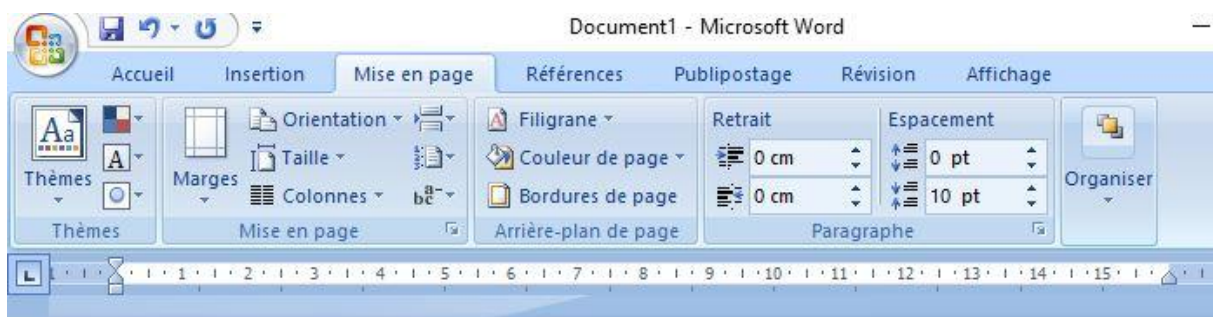 Document1 - Microsoft Word
Accueil Insertion Mise en page Références Publipostage Révision Affichage
Aa Orientation Filigrane Retrait Espacement
A Taille Couleur de page 0 cm 0 pt
Thèmes Marges Colonnes Bordures de page 0 cm 10 pt Organiser
Thèmes Mise en page Arrière-plan de page Paragraphe
1 1 2 3 4 5 6 7 8 9 10 11 12 13 14 15